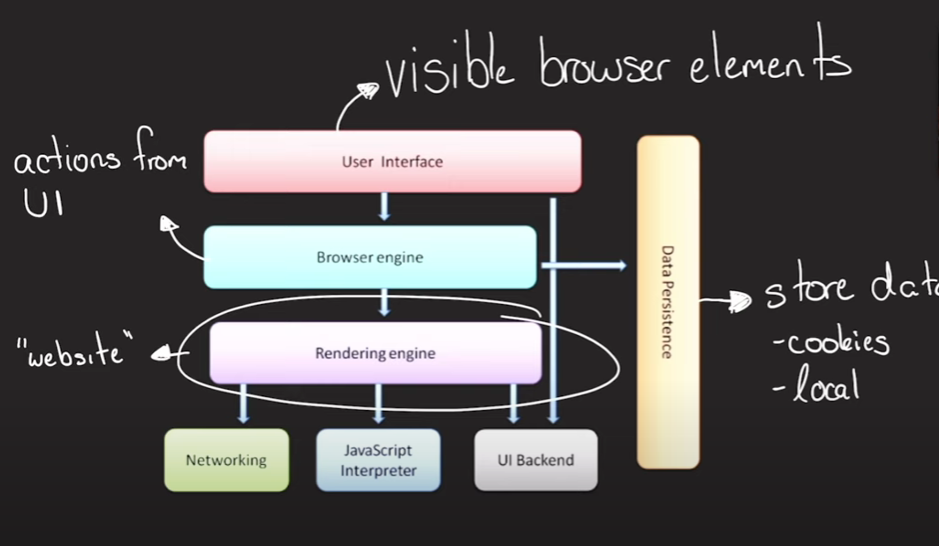 visible browser elements
actions from
UI
User Interface
Browser engine
Data Persistence
store data
-cookies
-local
"website"
Rendering engine
Networking
JavaScript
Interpreter
UI Backend